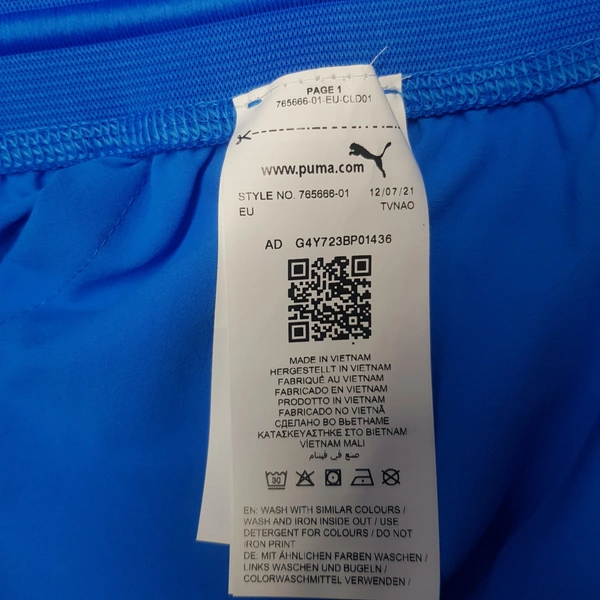 PAGE 1
765666-01-EU-CLD01
www.puma.com
STYLE NO. 765666-01 12/07/21
EU TVNAO
AD G4Y723BP01436
MADE IN VIETNAM
HERGESTELLT IN VIETNAM
FABRIQUÉ AU VIETNAM
FABRICADO EN VIETNAM
PRODOTTO IN VIETNAM
FABRICADO NO VIETNÃ
СДЕЛАНО ВО ВЬЕТНАМЕ
ΚΑΤΑΣΚΕΥΑΣΤΗΚΕ ΣΤΟ ΒΙΕΤΝΑΜ
VİETNAM MALI
صنع في فيتنام
30
EN: WASH WITH SIMILAR COLOURS /
WASH AND IRON INSIDE OUT / USE
DETERGENT FOR COLOURS / DO NOT
IRON PRINT
DE: MIT ÄHNLICHEN FARBEN WASCHEN /
LINKS WASCHEN UND BÜGELN /
COLORWASCHMITTEL VERWENDEN /